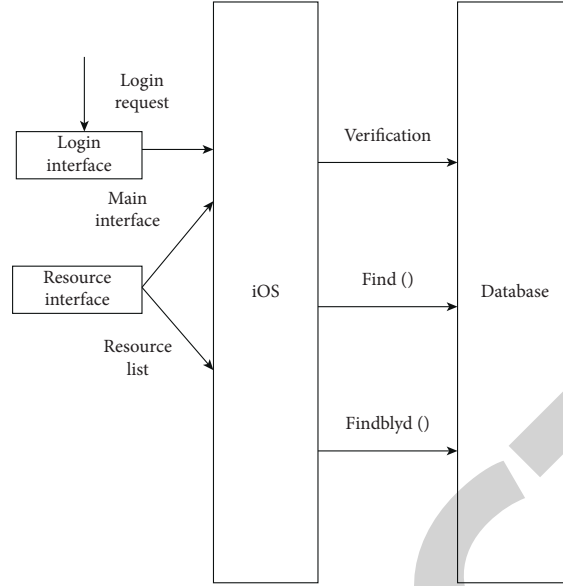 Login
request
Login
interface
Main
interface
Resource
interface
Resource
list
iOS
Verification
Find ()
Findblyd ()
Database